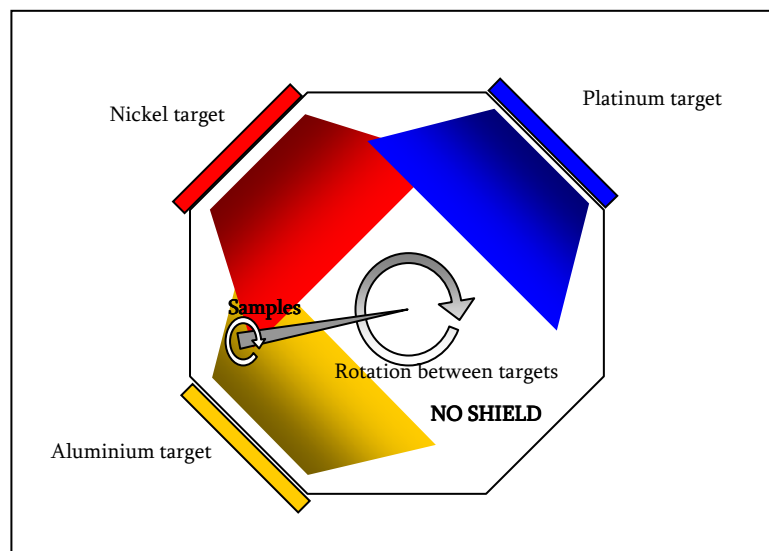 Platinum target
Nickel target
Samples
Rotation between targets
NO SHIELD
Aluminium target